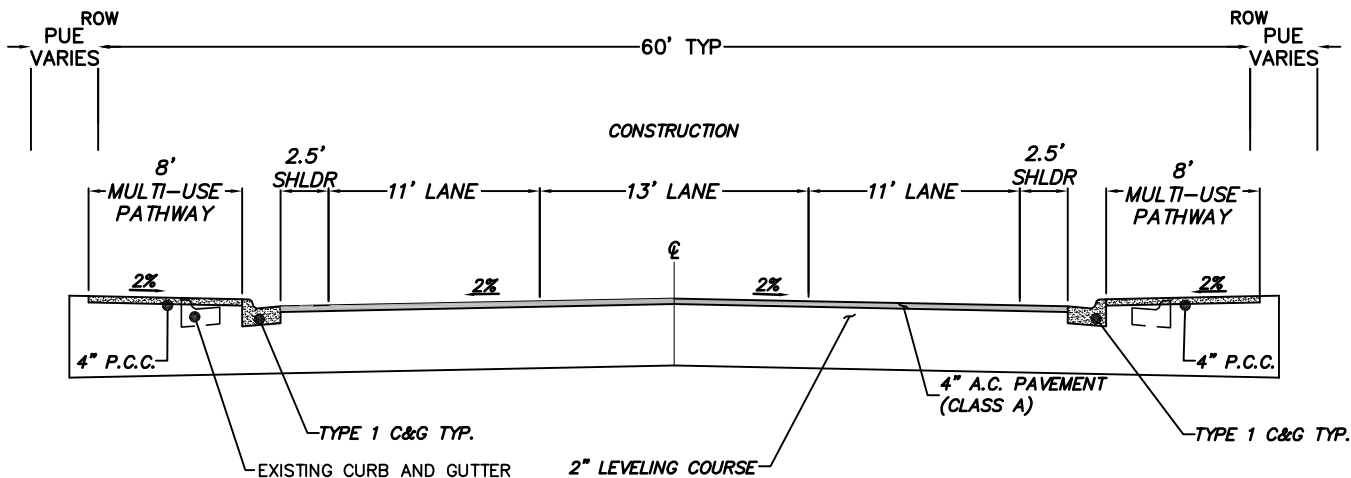 ROW
PUE
VARIES
60' TYP
ROW
PUE
VARIES
CONSTRUCTION
8'
MULTI-USE
PATHWAY
2.5'
SHLDR
11' LANE
13' LANE
11' LANE
2.5'
SHLDR
8'
MULTI-USE
PATHWAY
℄
2%
2%
2%
2%
4" P.C.C.
4" A.C. PAVEMENT
(CLASS A)
4" P.C.C.
TYPE 1 C&G TYP.
TYPE 1 C&G TYP.
EXISTING CURB AND GUTTER
2" LEVELING COURSE